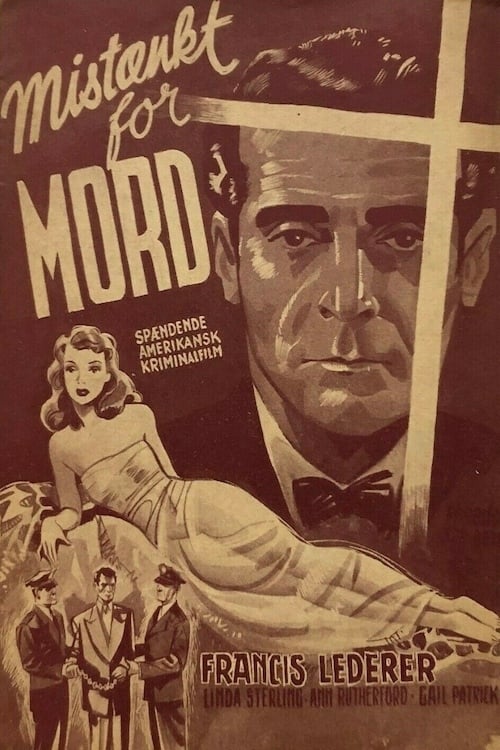 Mistænkt
for
MORD
SPÆNDENDE
AMERIKANSK
KRIMINALFILM
FRANCIS LEDERER
LINDA STERLING · ANN RUTHERFORD · GAIL PATRICK